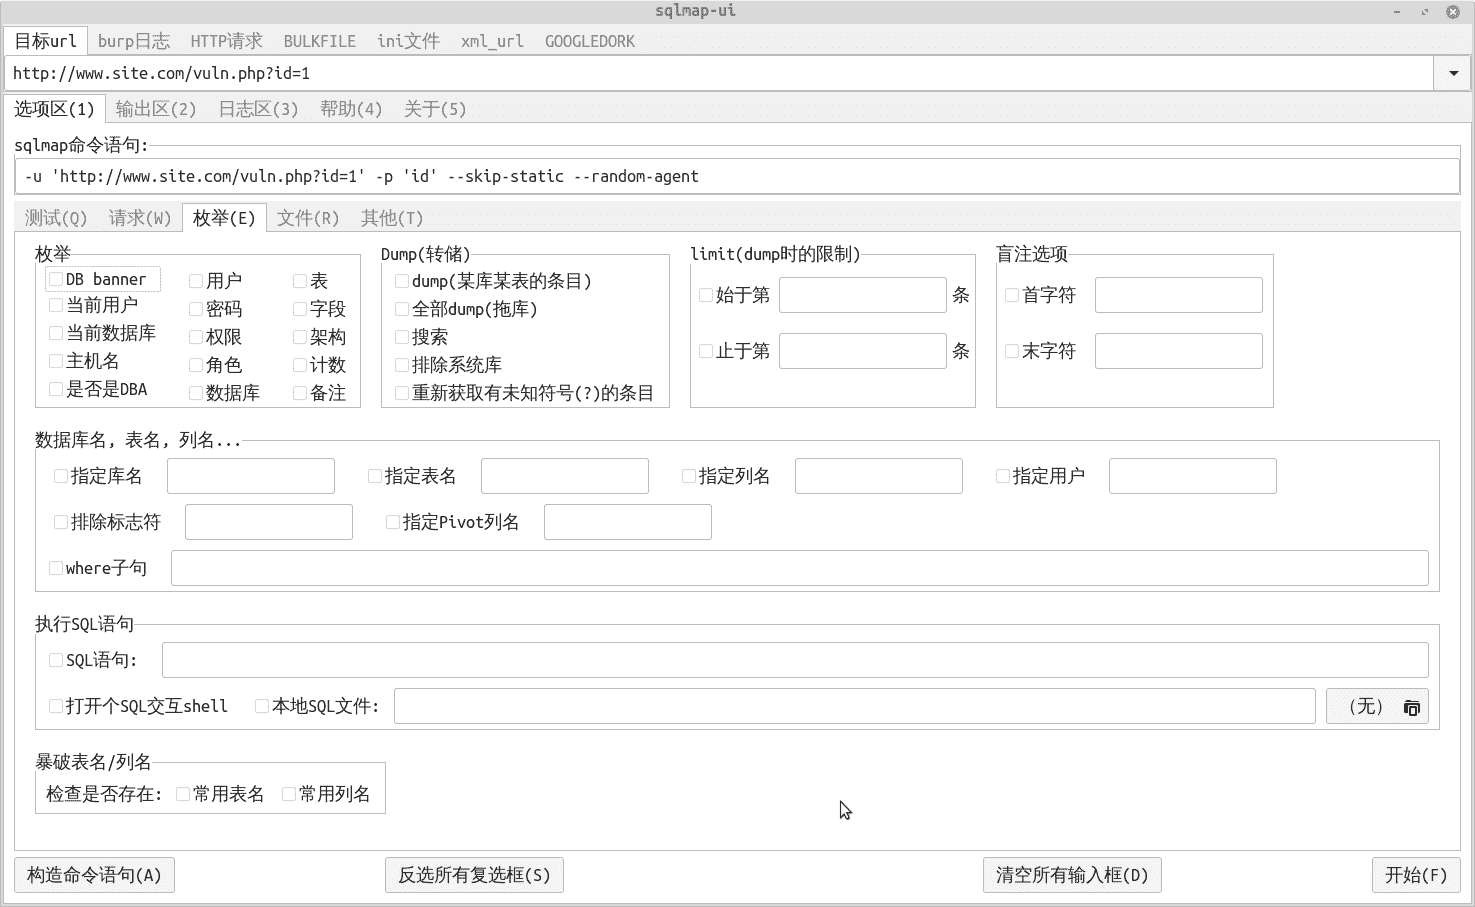 sqlmap-ui
目标url burp日志 HTTP请求 BULKFILE ini文件 xml_url GOOGLEDORK
http://www.site.com/vuln.php?id=1
选项区(1) 输出区(2) 日志区(3) 帮助(4) 关于(5)
sqlmap命令语句:
-u 'http://www.site.com/vuln.php?id=1' -p 'id' --skip-static --random-agent
测试(Q) 请求(W) 枚举(E) 文件(R) 其他(T)
枚举 Dump(转储) limit(dump时的限制) 盲注选项
DB banner 用户 表 dump(某库某表的条目) 始于第 条 首字符
当前用户 密码 字段 全部dump(拖库)
当前数据库 权限 架构 搜索 止于第 条 末字符
主机名 角色 计数 排除系统库
是否是DBA 数据库 备注 重新获取有未知符号(?)的条目
数据库名, 表名, 列名...
指定库名 指定表名 指定列名 指定用户
排除标志符 指定Pivot列名
where子句
执行SQL语句
SQL语句:
打开个SQL交互shell 本地SQL文件: (无)
暴破表名/列名
检查是否存在: 常用表名 常用列名
构造命令语句(A) 反选所有复选框(S) 清空所有输入框(D) 开始(F)